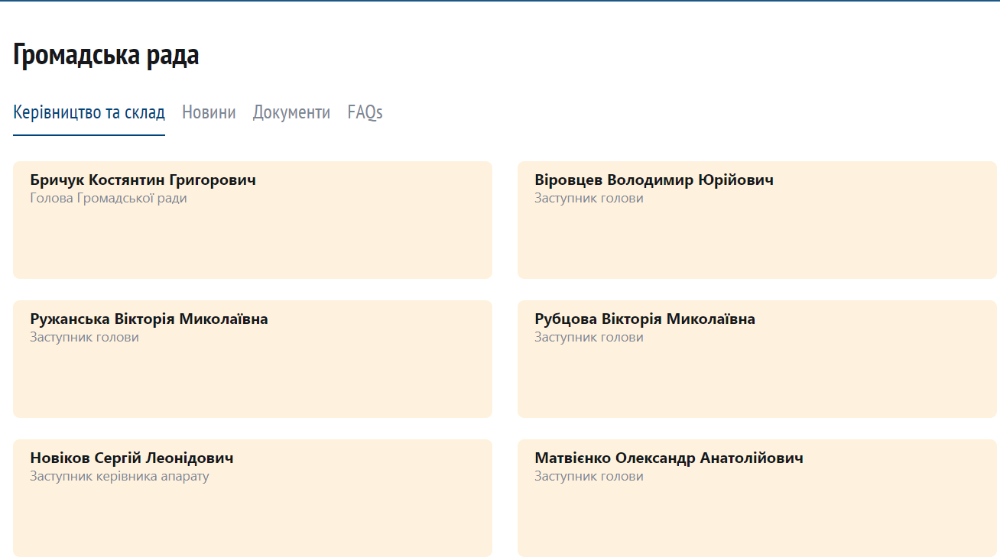 Громадська рада
Керівництво та склад Новини Документи FAQs
Бричук Костянтин Григорович
Голова Громадської ради
Віровцев Володимир Юрійович
Заступник голови
Ружанська Вікторія Миколаївна
Заступник голови
Рубцова Вікторія Миколаївна
Заступник голови
Новіков Сергій Леонідович
Заступник керівника апарату
Матвієнко Олександр Анатолійович
Заступник голови